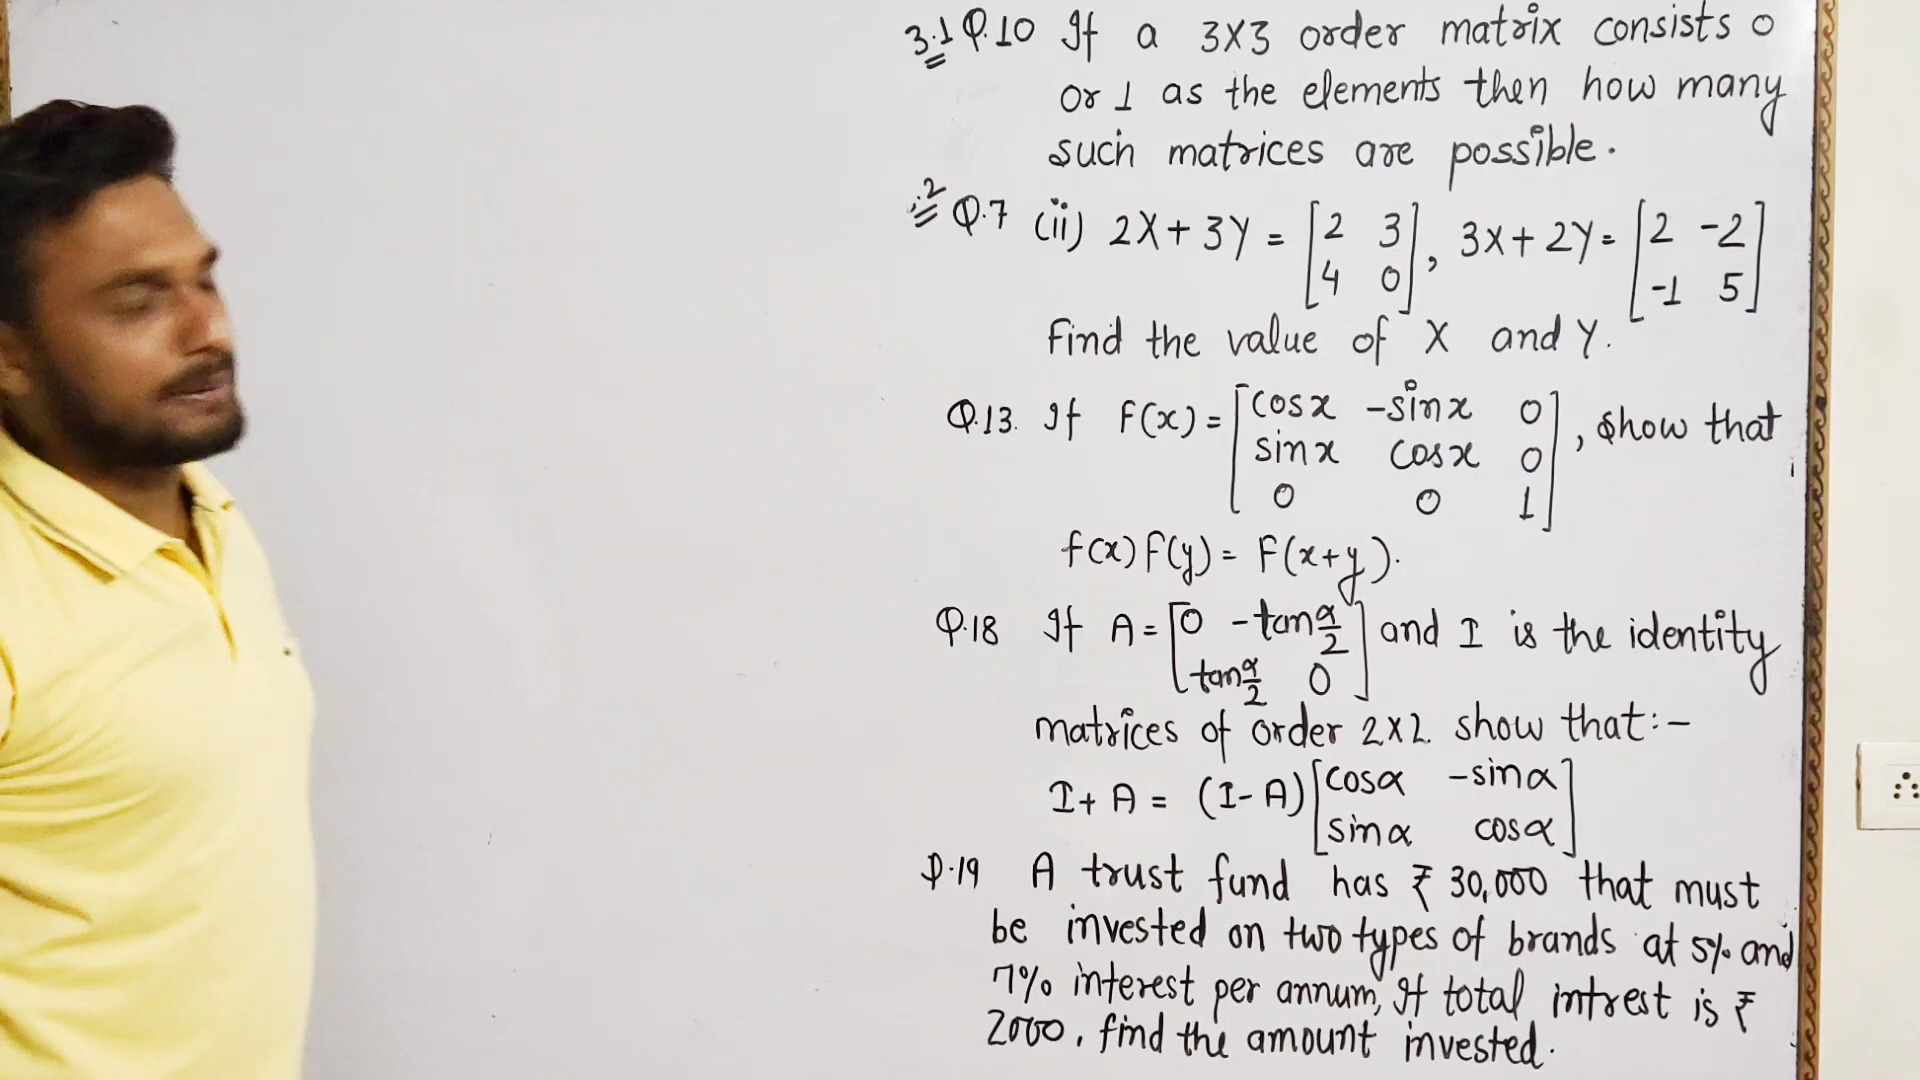 3.1 Q.10 If a 3x3 order matrix consists 0
or 1 as the elements then how many
such matrices are possible.
.2 Q.7 (ii) 2X + 3Y = [2 3], 3X + 2Y = [2 -2]
[4 0] [-1 5]
Find the value of X and Y.
Q.13. If F(x) = [cosx -sinx 0], show that
sinx cosx 0
0 0 1
f(x) F(y) = F(x+y).
Q.18 If A = [0 -tan α/2] and I is the identity
[tan α/2 0]
matrices of order 2x2 show that:-
I + A = (I - A) [cosα -sinα]
[sinα cosα]
Q.19 A trust fund has ₹ 30,000 that must
be invested on two types of brands at 5% and
7% interest per annum, If total intrest is ₹
2000, find the amount invested.